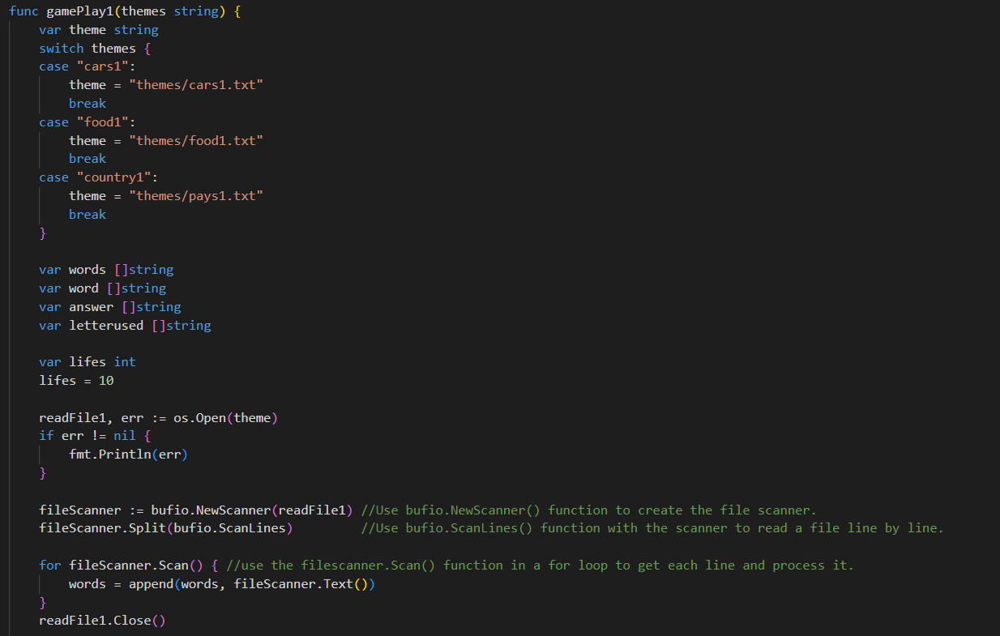 func gamePlay1(themes string) {
    var theme string
    switch themes {
    case "cars1":
        theme = "themes/cars1.txt"
        break
    case "food1":
        theme = "themes/food1.txt"
        break
    case "country1":
        theme = "themes/pays1.txt"
        break
    }

    var words []string
    var word []string
    var answer []string
    var letterused []string

    var lifes int
    lifes = 10

    readFile1, err := os.Open(theme)
    if err != nil {
        fmt.Println(err)
    }

    fileScanner := bufio.NewScanner(readFile1) //Use bufio.NewScanner() function to create the file scanner.
    fileScanner.Split(bufio.ScanLines)         //Use bufio.ScanLines() function with the scanner to read a file line by line.

    for fileScanner.Scan() { //use the filescanner.Scan() function in a for loop to get each line and process it.
        words = append(words, fileScanner.Text())
    }
    readFile1.Close()